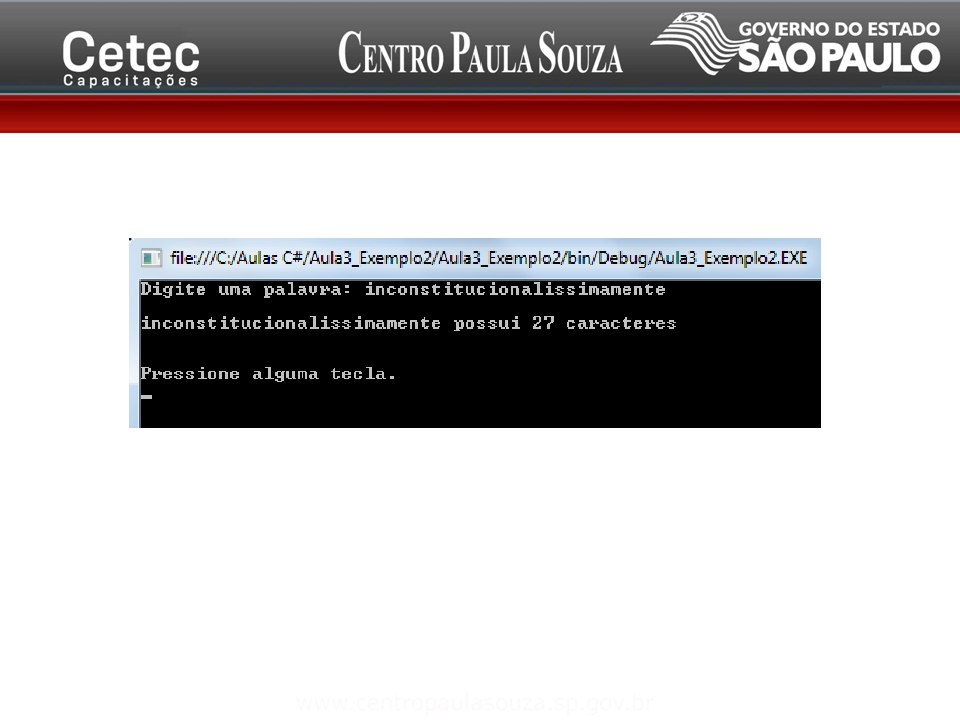 Cetec
Capacitações
CENTRO PAULA SOUZA
GOVERNO DO ESTADO
SÃO PAULO
file:///C:/Aulas C#/Aula3_Exemplo2/Aula3_Exemplo2/bin/Debug/Aula3_Exemplo2.EXE
Digite uma palavra: inconstitucionalissimamente
inconstitucionalissimamente possui 27 caracteres
Pressione alguma tecla.
www.centropaulasouza.sp.gov.br